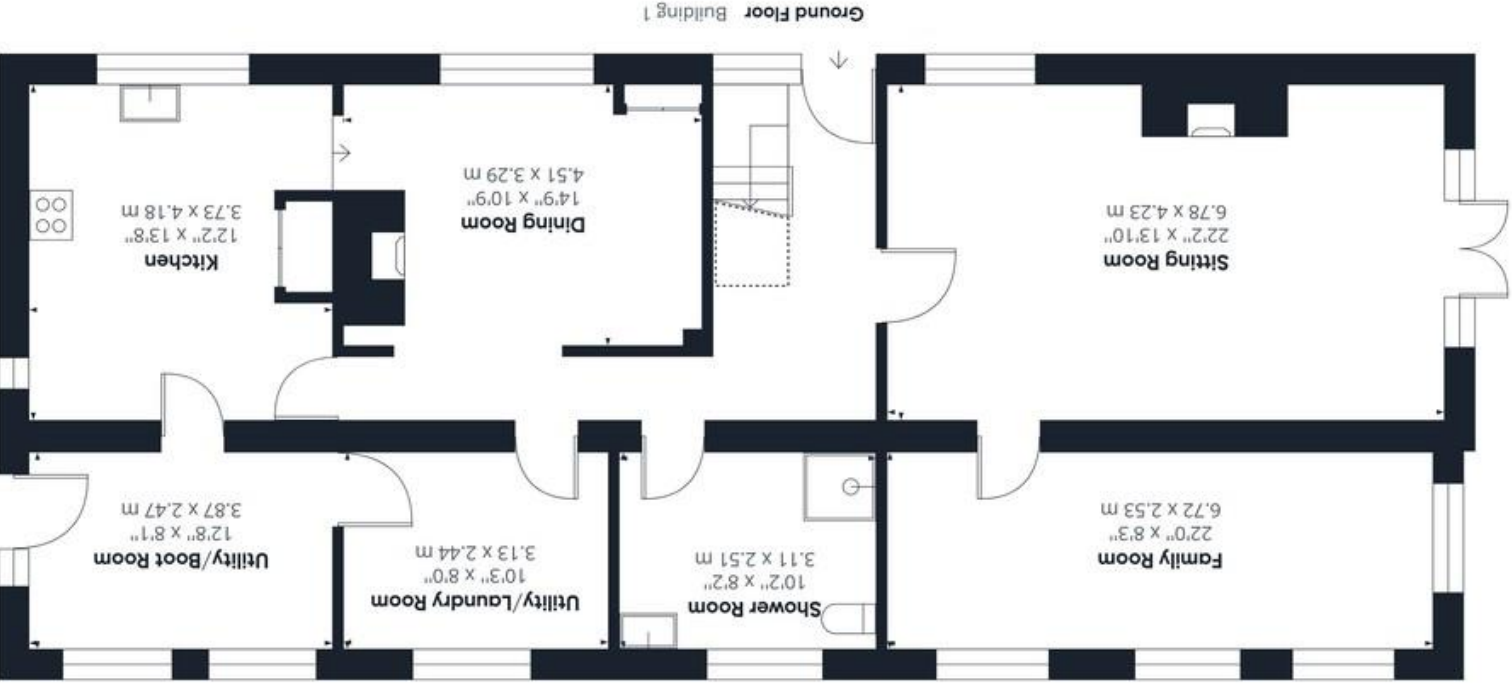 Family Room
22'0" x 8'3"
6.72 x 2.53 m
Shower Room
10'2" x 8'2"
3.11 x 2.51 m
Utility/Laundry Room
10'3" x 8'0"
3.13 x 2.44 m
Utility/Boot Room
12'8" x 8'1"
3.87 x 2.47 m
Sitting Room
22'2" x 13'10"
6.78 x 4.23 m
Dining Room
14'9" x 10'9"
4.51 x 3.29 m
Kitchen
12'2" x 13'8"
3.73 x 4.18 m
Ground Floor Building 1